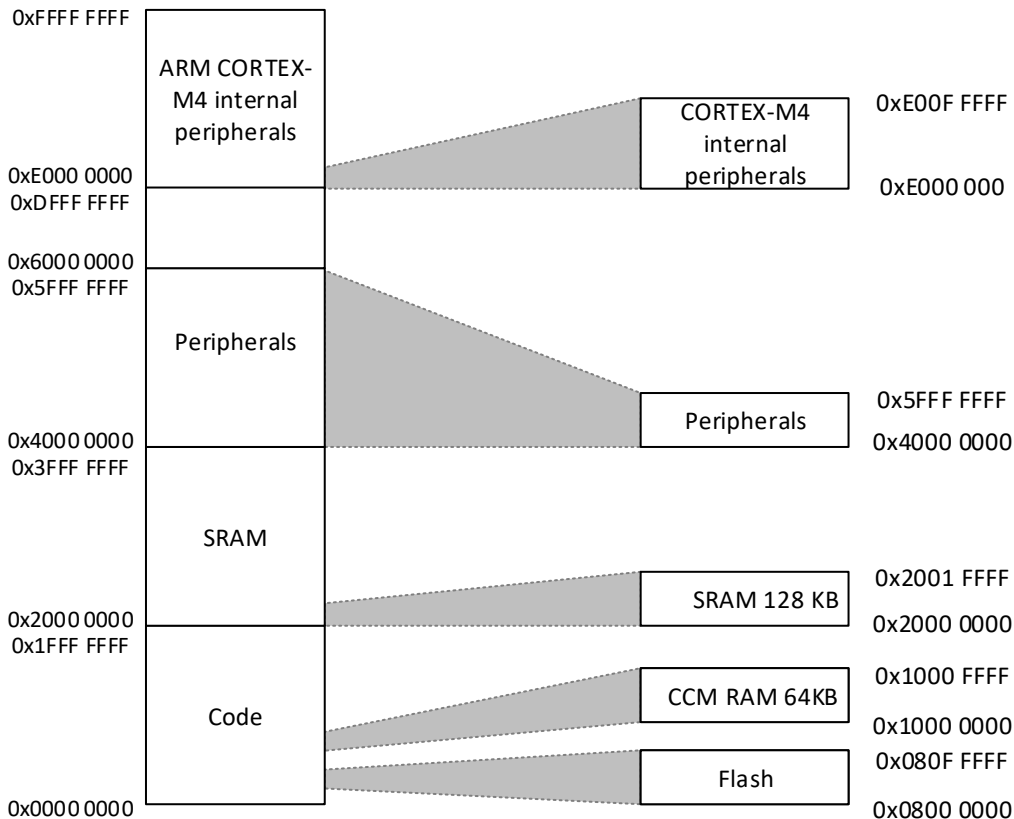 0xFFFF FFFF
ARM CORTEX-
M4 internal
peripherals
0xE000 0000
0xDFFF FFFF
0x6000 0000
0x5FFF FFFF
Peripherals
0x4000 0000
0x3FFF FFFF
SRAM
0x2000 0000
0x1FFF FFFF
Code
0x0000 0000
CORTEX-M4
internal
peripherals
0xE00F FFFF
0xE000 000
Peripherals
0x5FFF FFFF
0x4000 0000
SRAM 128 KB
0x2001 FFFF
0x2000 0000
CCM RAM 64KB
0x1000 FFFF
0x1000 0000
Flash
0x080F FFFF
0x0800 0000